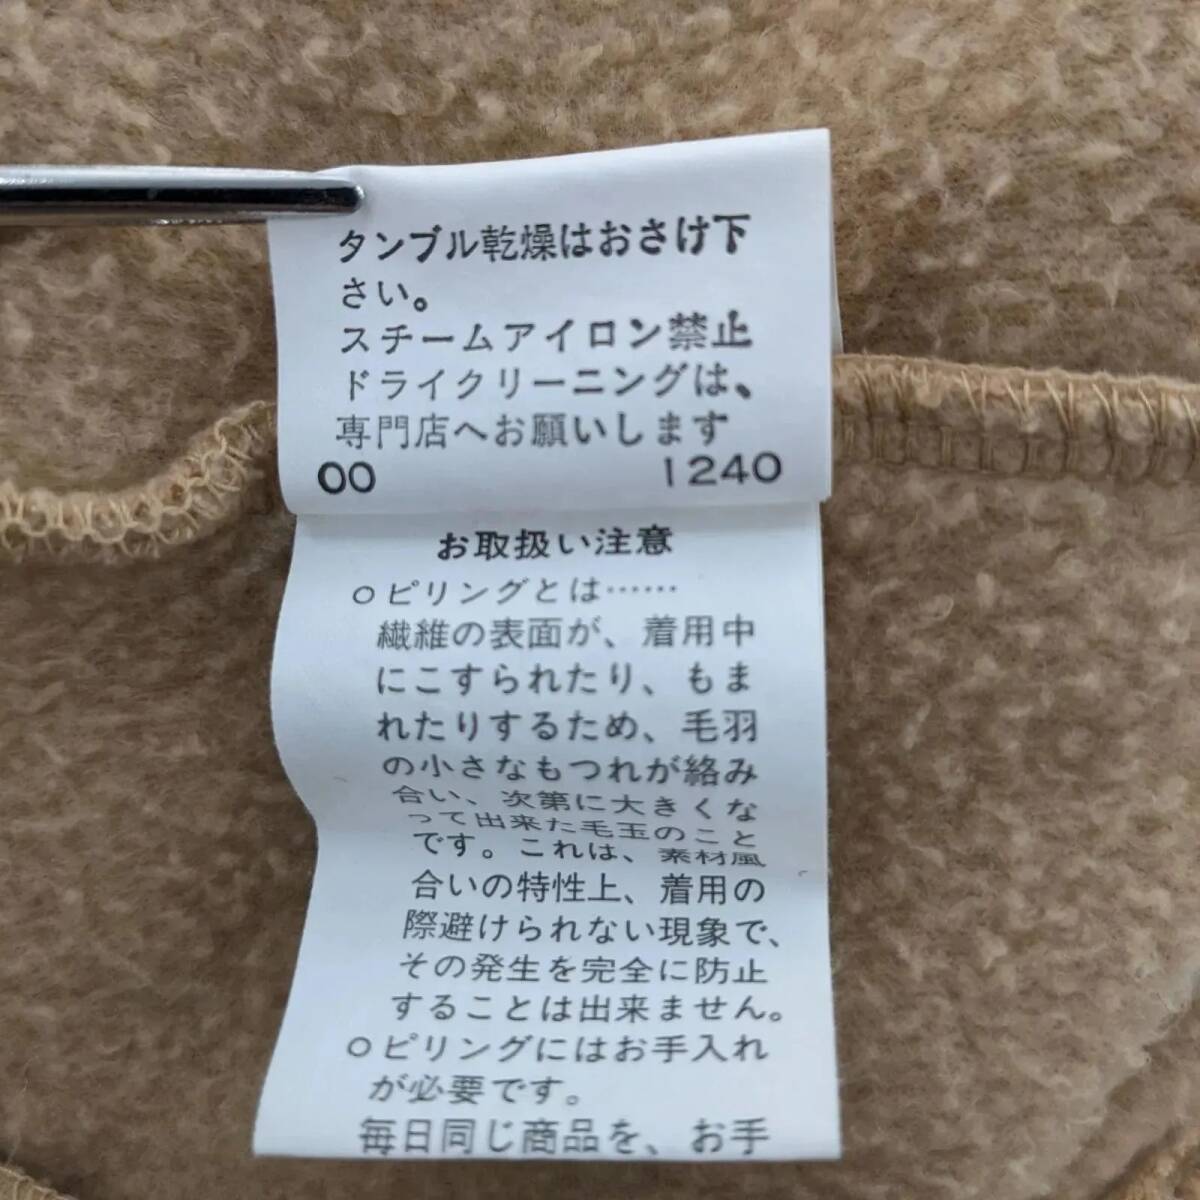 タンブル乾燥はおさけ下
さい。
スチームアイロン禁止
ドライクリーニングは、
専門店へお願いします
00 1240
お取扱い注意
○ピリングとは……
繊維の表面が、着用中
にこすられたり、もま
れたりするため、毛羽
の小さなもつれが絡み
合い、次第に大きくな
って出来た毛玉のこと
です。これは、素材風
合いの特性上、着用の
際避けられない現象で、
その発生を完全に防止
することは出来ません。
○ピリングにはお手入れ
が必要です。
毎日同じ商品を、お手